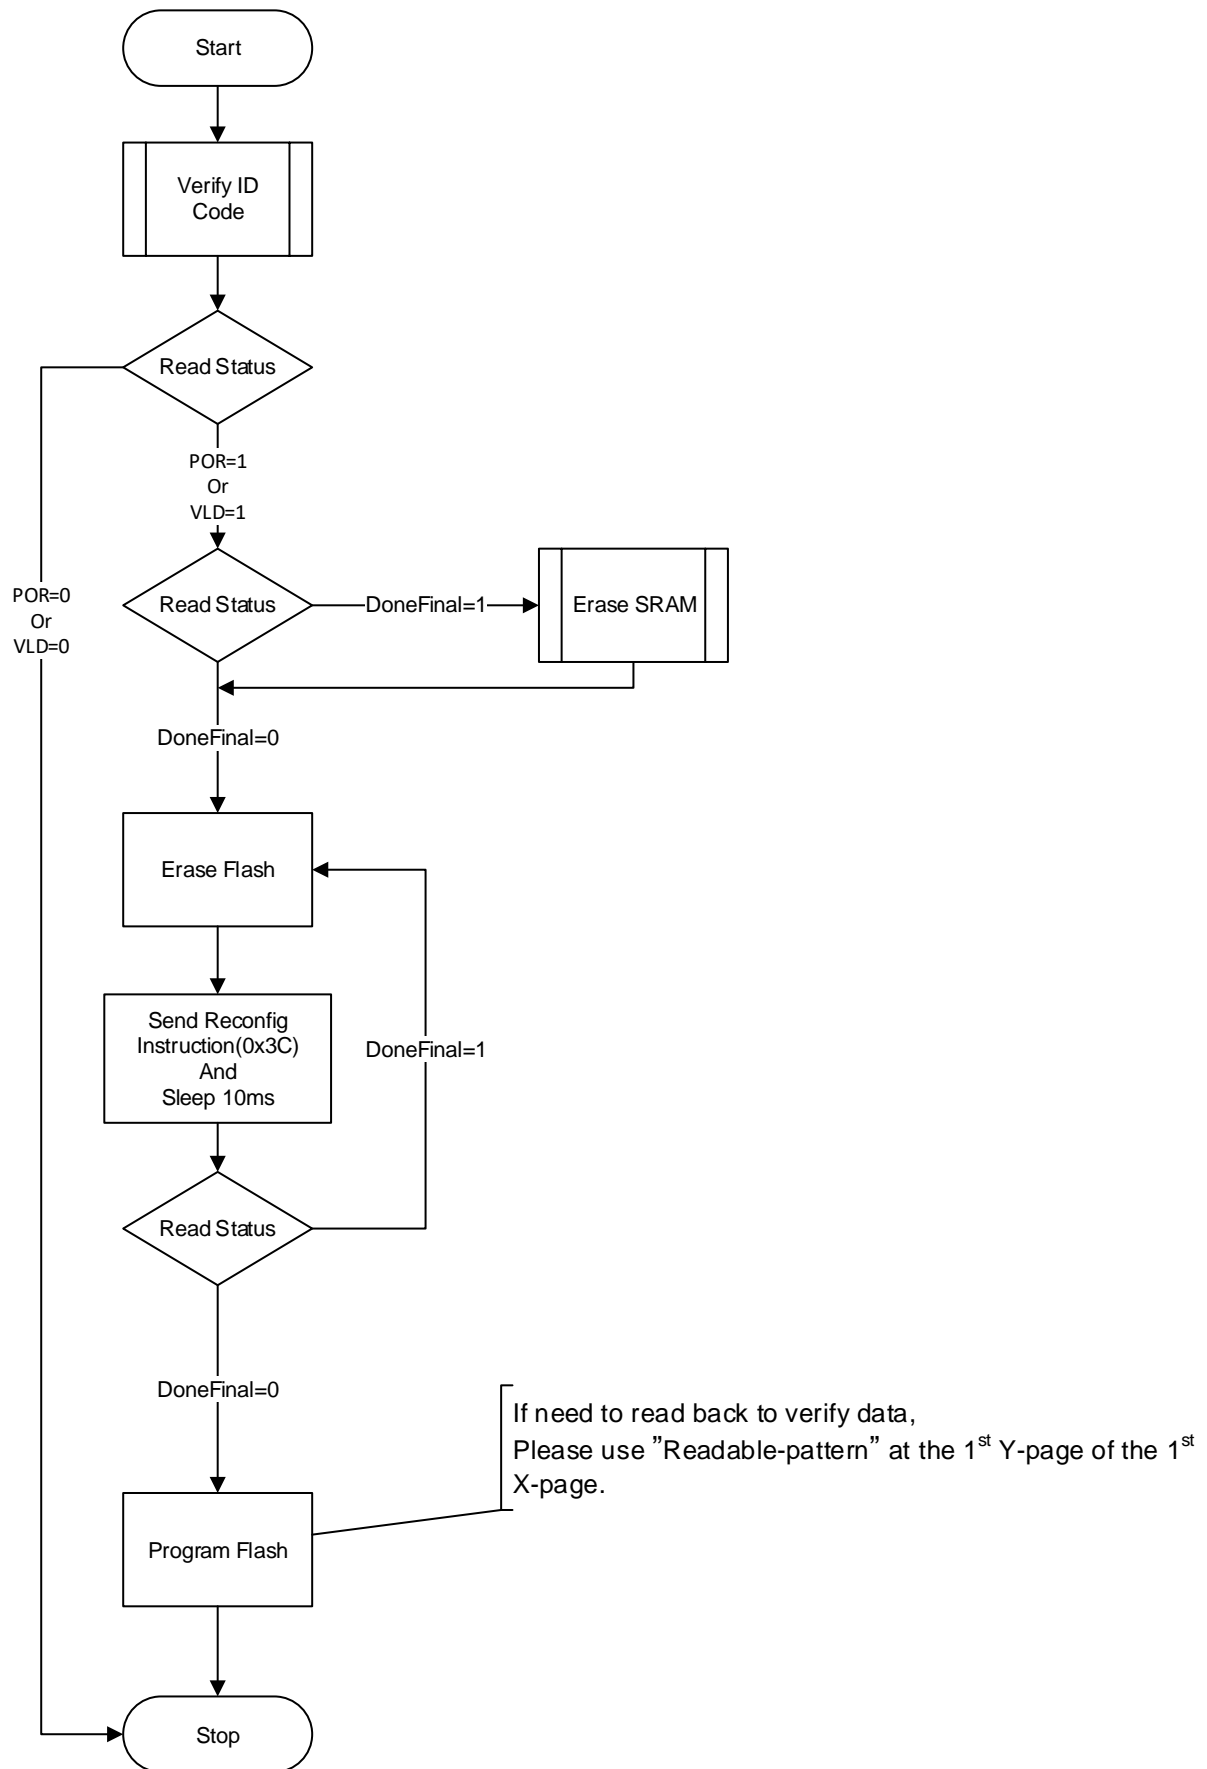 Start
Verify ID
Code
Read Status
POR=1
Or
VLD=1
POR=0
Or
VLD=0
Read Status
DoneFinal=1
Erase SRAM
DoneFinal=0
Erase Flash
Send Reconfig
Instruction(0x3C)
And
Sleep 10ms
DoneFinal=1
Read Status
DoneFinal=0
If need to read back to verify data,
Please use ”Readable-pattern” at the 1st Y-page of the 1st
X-page.
Program Flash
Stop